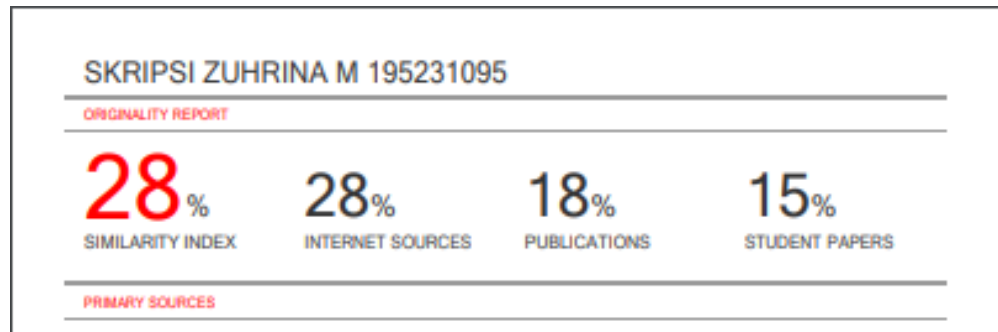 SKRIPSI ZUHRINA M 195231095
ORIGINALITY REPORT
28% 28% 18% 15%
SIMILARITY INDEX INTERNET SOURCES PUBLICATIONS STUDENT PAPERS
PRIMARY SOURCES